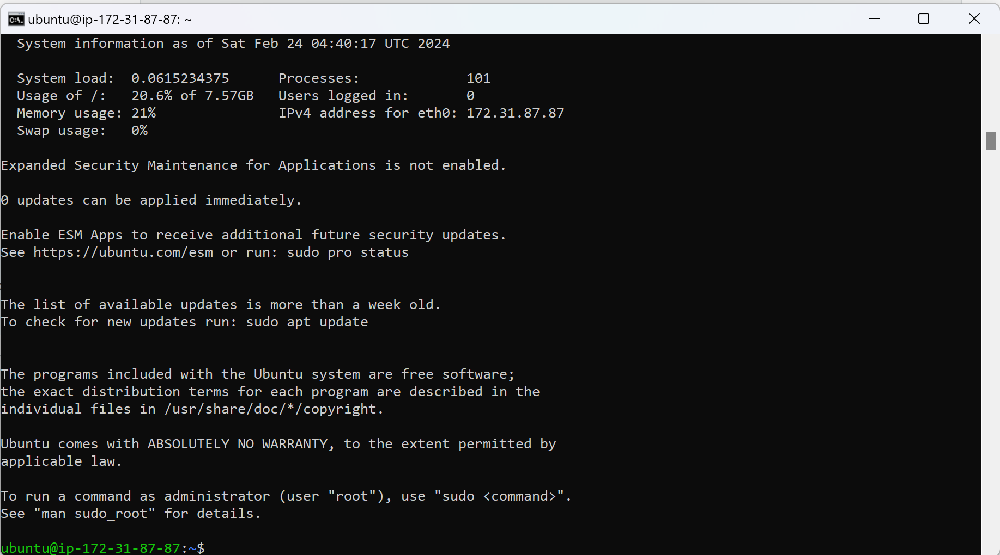 ubuntu@ip-172-31-87-87: ~
System information as of Sat Feb 24 04:40:17 UTC 2024
System load:  0.0615234375      Processes:             101
Usage of /:   20.6% of 7.57GB   Users logged in:       0
Memory usage: 21%               IPv4 address for eth0: 172.31.87.87
Swap usage:   0%
Expanded Security Maintenance for Applications is not enabled.
0 updates can be applied immediately.
Enable ESM Apps to receive additional future security updates.
See https://ubuntu.com/esm or run: sudo pro status
The list of available updates is more than a week old.
To check for new updates run: sudo apt update
The programs included with the Ubuntu system are free software;
the exact distribution terms for each program are described in the
individual files in /usr/share/doc/*/copyright.
Ubuntu comes with ABSOLUTELY NO WARRANTY, to the extent permitted by
applicable law.
To run a command as administrator (user "root"), use "sudo <command>".
See "man sudo_root" for details.
ubuntu@ip-172-31-87-87:~$